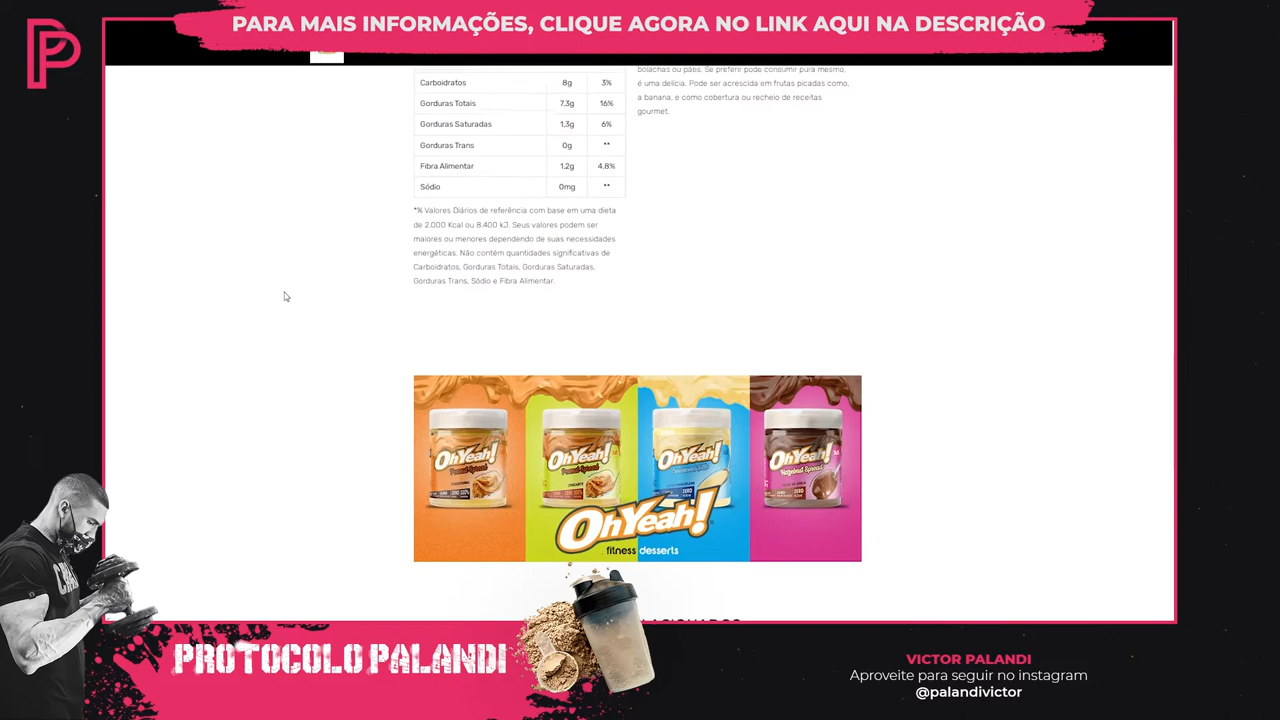 PARA MAIS INFORMAÇÕES, CLIQUE AGORA NO LINK AQUI NA DESCRIÇÃO
Carboidratos 8g 3%
Gorduras Totais 7,3g 16%
Gorduras Saturadas 1,3g 6%
Gorduras Trans 0g **
Fibra Alimentar 1.2g 4,8%
Sódio 0mg **
*% Valores Diários de referência com base em uma dieta
de 2.000 Kcal ou 8.400 kJ. Seus valores podem ser
maiores ou menores dependendo de suas necessidades
energéticas. Não contém quantidades significativas de
Carboidratos, Gorduras Totais, Gorduras Saturadas,
Gorduras Trans, Sódio e Fibra Alimentar.
bolachas ou pães. Se preferir pode consumir pura mesmo,
é uma delícia. Pode ser acrescida em frutas picadas como,
a banana, e como cobertura ou recheio de receitas
gourmet.
OhYeah!
Peanut Spread
OhYeah!
Peanut Spread
OhYeah!
OhYeah!
Hazelnut Spread
OhYeah!
fitness desserts
PROTOCOLO PALANDI
VICTOR PALANDI
Aproveite para seguir no instagram
@palandivictor